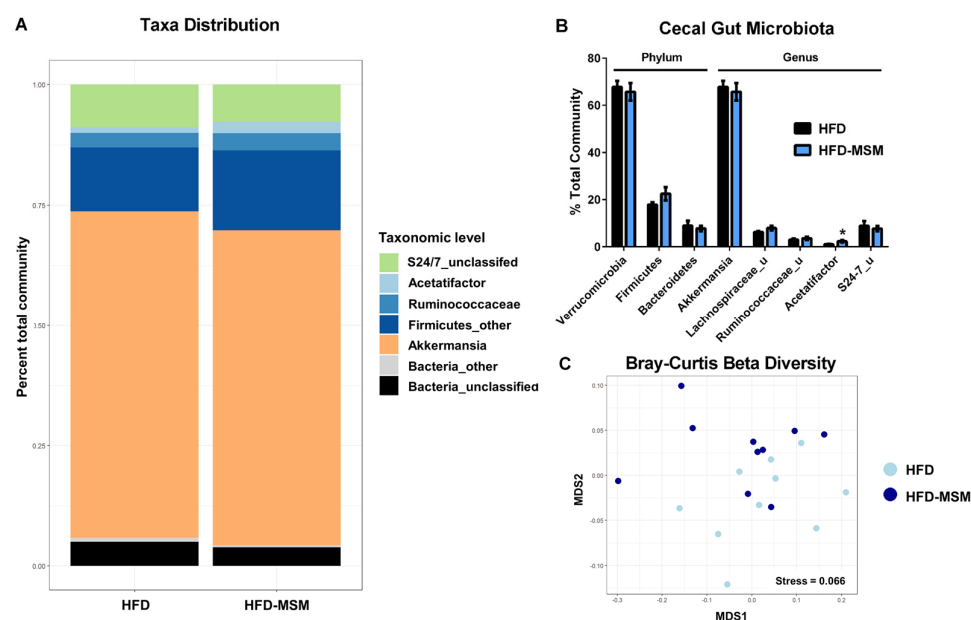 A
Taxa Distribution
Percent total community
1.00
0.75
0.50
0.25
0.00
HFD
HFD-MSM
Taxonomic level
S24/7_unclassifed
Acetatifactor
Ruminococcaceae
Firmicutes_other
Akkermansia
Bacteria_other
Bacteria_unclassified
B
Cecal Gut Microbiota
Phylum
Genus
% Total Community
80
60
40
20
0
HFD
HFD-MSM
*
Verrucomicrobia
Firmicutes
Bacteroidetes
Akkermansia
Lachnospiraceae_u
Ruminococcaceae_u
Acetatifactor
S24-7_u
C
Bray-Curtis Beta Diversity
MDS2
0.10
0.05
0.00
-0.05
-0.10
Stress = 0.066
-0.3
-0.2
-0.1
0.0
0.1
0.2
MDS1
HFD
HFD-MSM